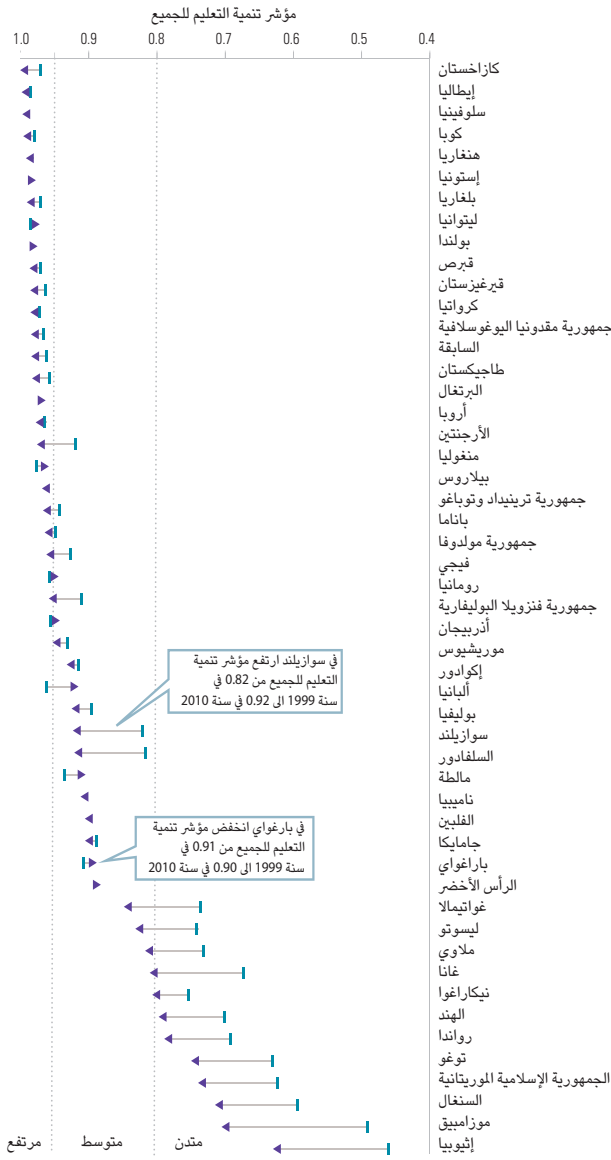 مؤشر تنمية التعليم للجميع
1.0 0.9 0.8 0.7 0.6 0.5 0.4
كازاخستان
إيطاليا
سلوفينيا
كوبا
هنغاريا
إستونيا
بلغاريا
ليتوانيا
بولندا
قبرص
قيرغيزستان
كرواتيا
جمهورية مقدونيا اليوغوسلافية
السابقة
طاجيكستان
البرتغال
أروبا
الأرجنتين
منغوليا
بيلاروس
جمهورية ترينيداد وتوباغو
باناما
جمهورية مولدوفا
فيجي
رومانيا
جمهورية فنزويلا البوليفارية
أذربيجان
موريشيوس
إكوادور
ألبانيا
بوليفيا
سوازيلند
السلفادور
مالطة
ناميبيا
الفلبين
جامايكا
باراغواي
الرأس الأخضر
غواتيمالا
ليسوتو
ملاوي
غانا
نيكاراغوا
الهند
رواندا
توغو
الجمهورية الإسلامية الموريتانية
السنغال
موزامبيق
إثيوبيا
في سوازيلند ارتفع مؤشر تنمية
التعليم للجميع من 0.82 في
سنة 1999 الى 0.92 في سنة 2010
في بارغواي انخفض مؤشر تنمية
التعليم للجميع من 0.91 في
سنة 1999 الى 0.90 في سنة 2010
متدن
متوسط
مرتفع